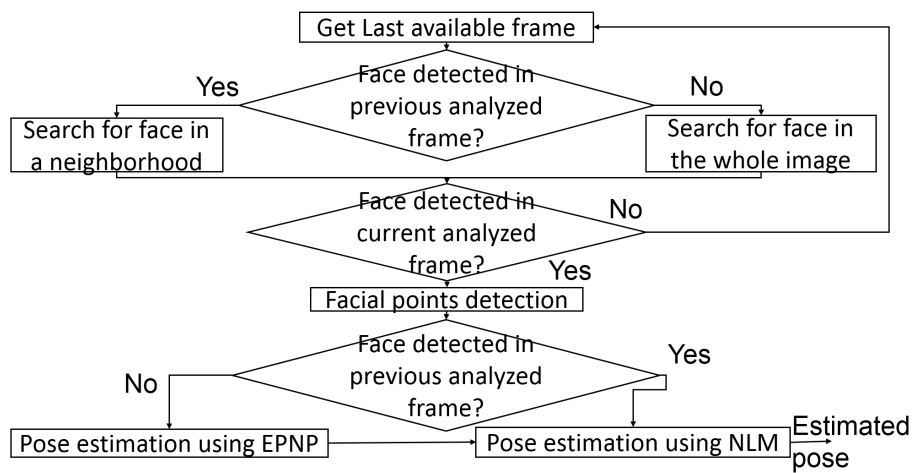 Get Last available frame
Face detected in
previous analyzed
frame?
Yes
No
Search for face in
a neighborhood
Search for face in
the whole image
Face detected in
current analyzed
frame?
No
Yes
Facial points detection
Face detected in
previous analyzed
frame?
No
Yes
Pose estimation using EPNP
Pose estimation using NLM
Estimated
pose